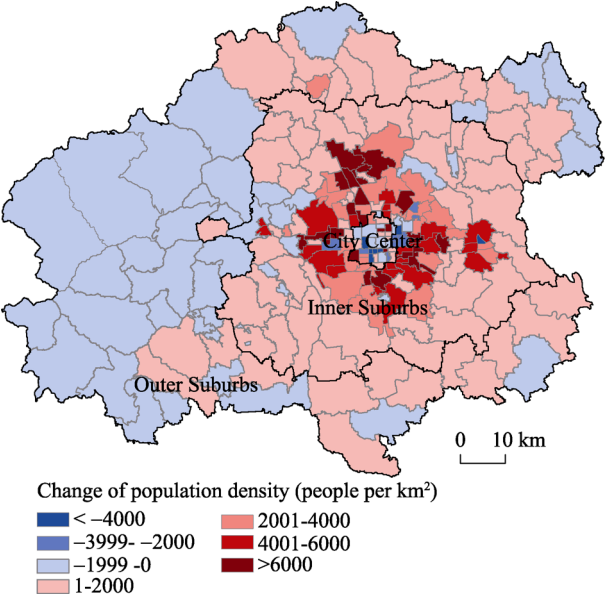 City Center
Inner Suburbs
Outer Suburbs
0 10 km
Change of population density (people per km²)
< –4000
–3999- –2000
–1999 -0
1-2000
2001-4000
4001-6000
>6000